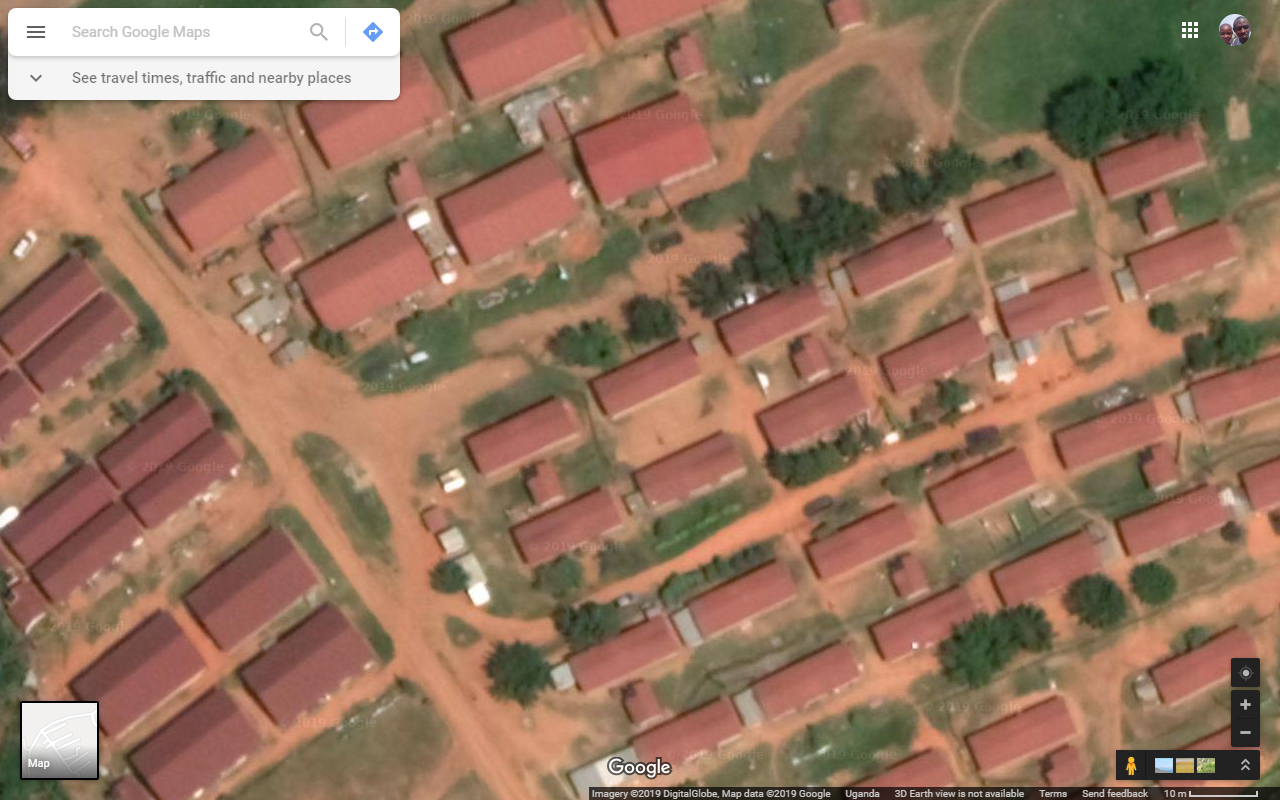 Search Google Maps
See travel times, traffic and nearby places
Map
Google
Imagery ©2019 DigitalGlobe, Map data ©2019 Google Uganda 3D Earth view is not available Terms Send feedback 10 m